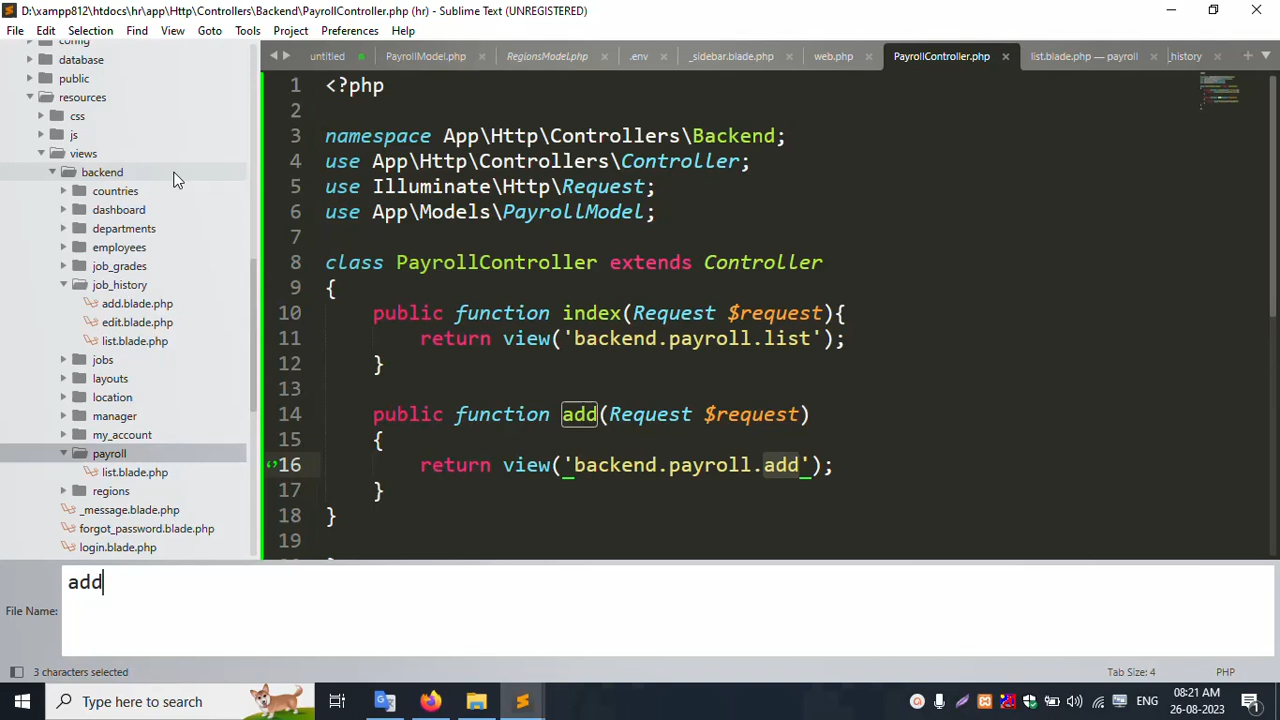 D:\xampp812\htdocs\hr\app\Http\Controllers\Backend\PayrollController.php (hr) - Sublime Text (UNREGISTERED)
File Edit Selection Find View Goto Tools Project Preferences Help
untitled PayrollModel.php RegionsModel.php .env _sidebar.blade.php web.php PayrollController.php list.blade.php — payroll _history
config
database
public
resources
css
js
views
backend
countries
dashboard
departments
employees
job_grades
job_history
add.blade.php
edit.blade.php
list.blade.php
jobs
layouts
location
manager
my_account
payroll
list.blade.php
regions
_message.blade.php
forgot_password.blade.php
login.blade.php
1 <?php
2
3 namespace App\Http\Controllers\Backend;
4 use App\Http\Controllers\Controller;
5 use Illuminate\Http\Request;
6 use App\Models\PayrollModel;
7
8 class PayrollController extends Controller
9 {
10 public function index(Request $request){
11 return view('backend.payroll.list');
12 }
13
14 public function add(Request $request)
15 {
16 return view('backend.payroll.add');
17 }
18 }
19
File Name: add
3 characters selected Tab Size: 4 PHP
Type here to search ENG 08:21 AM
26-08-2023 1